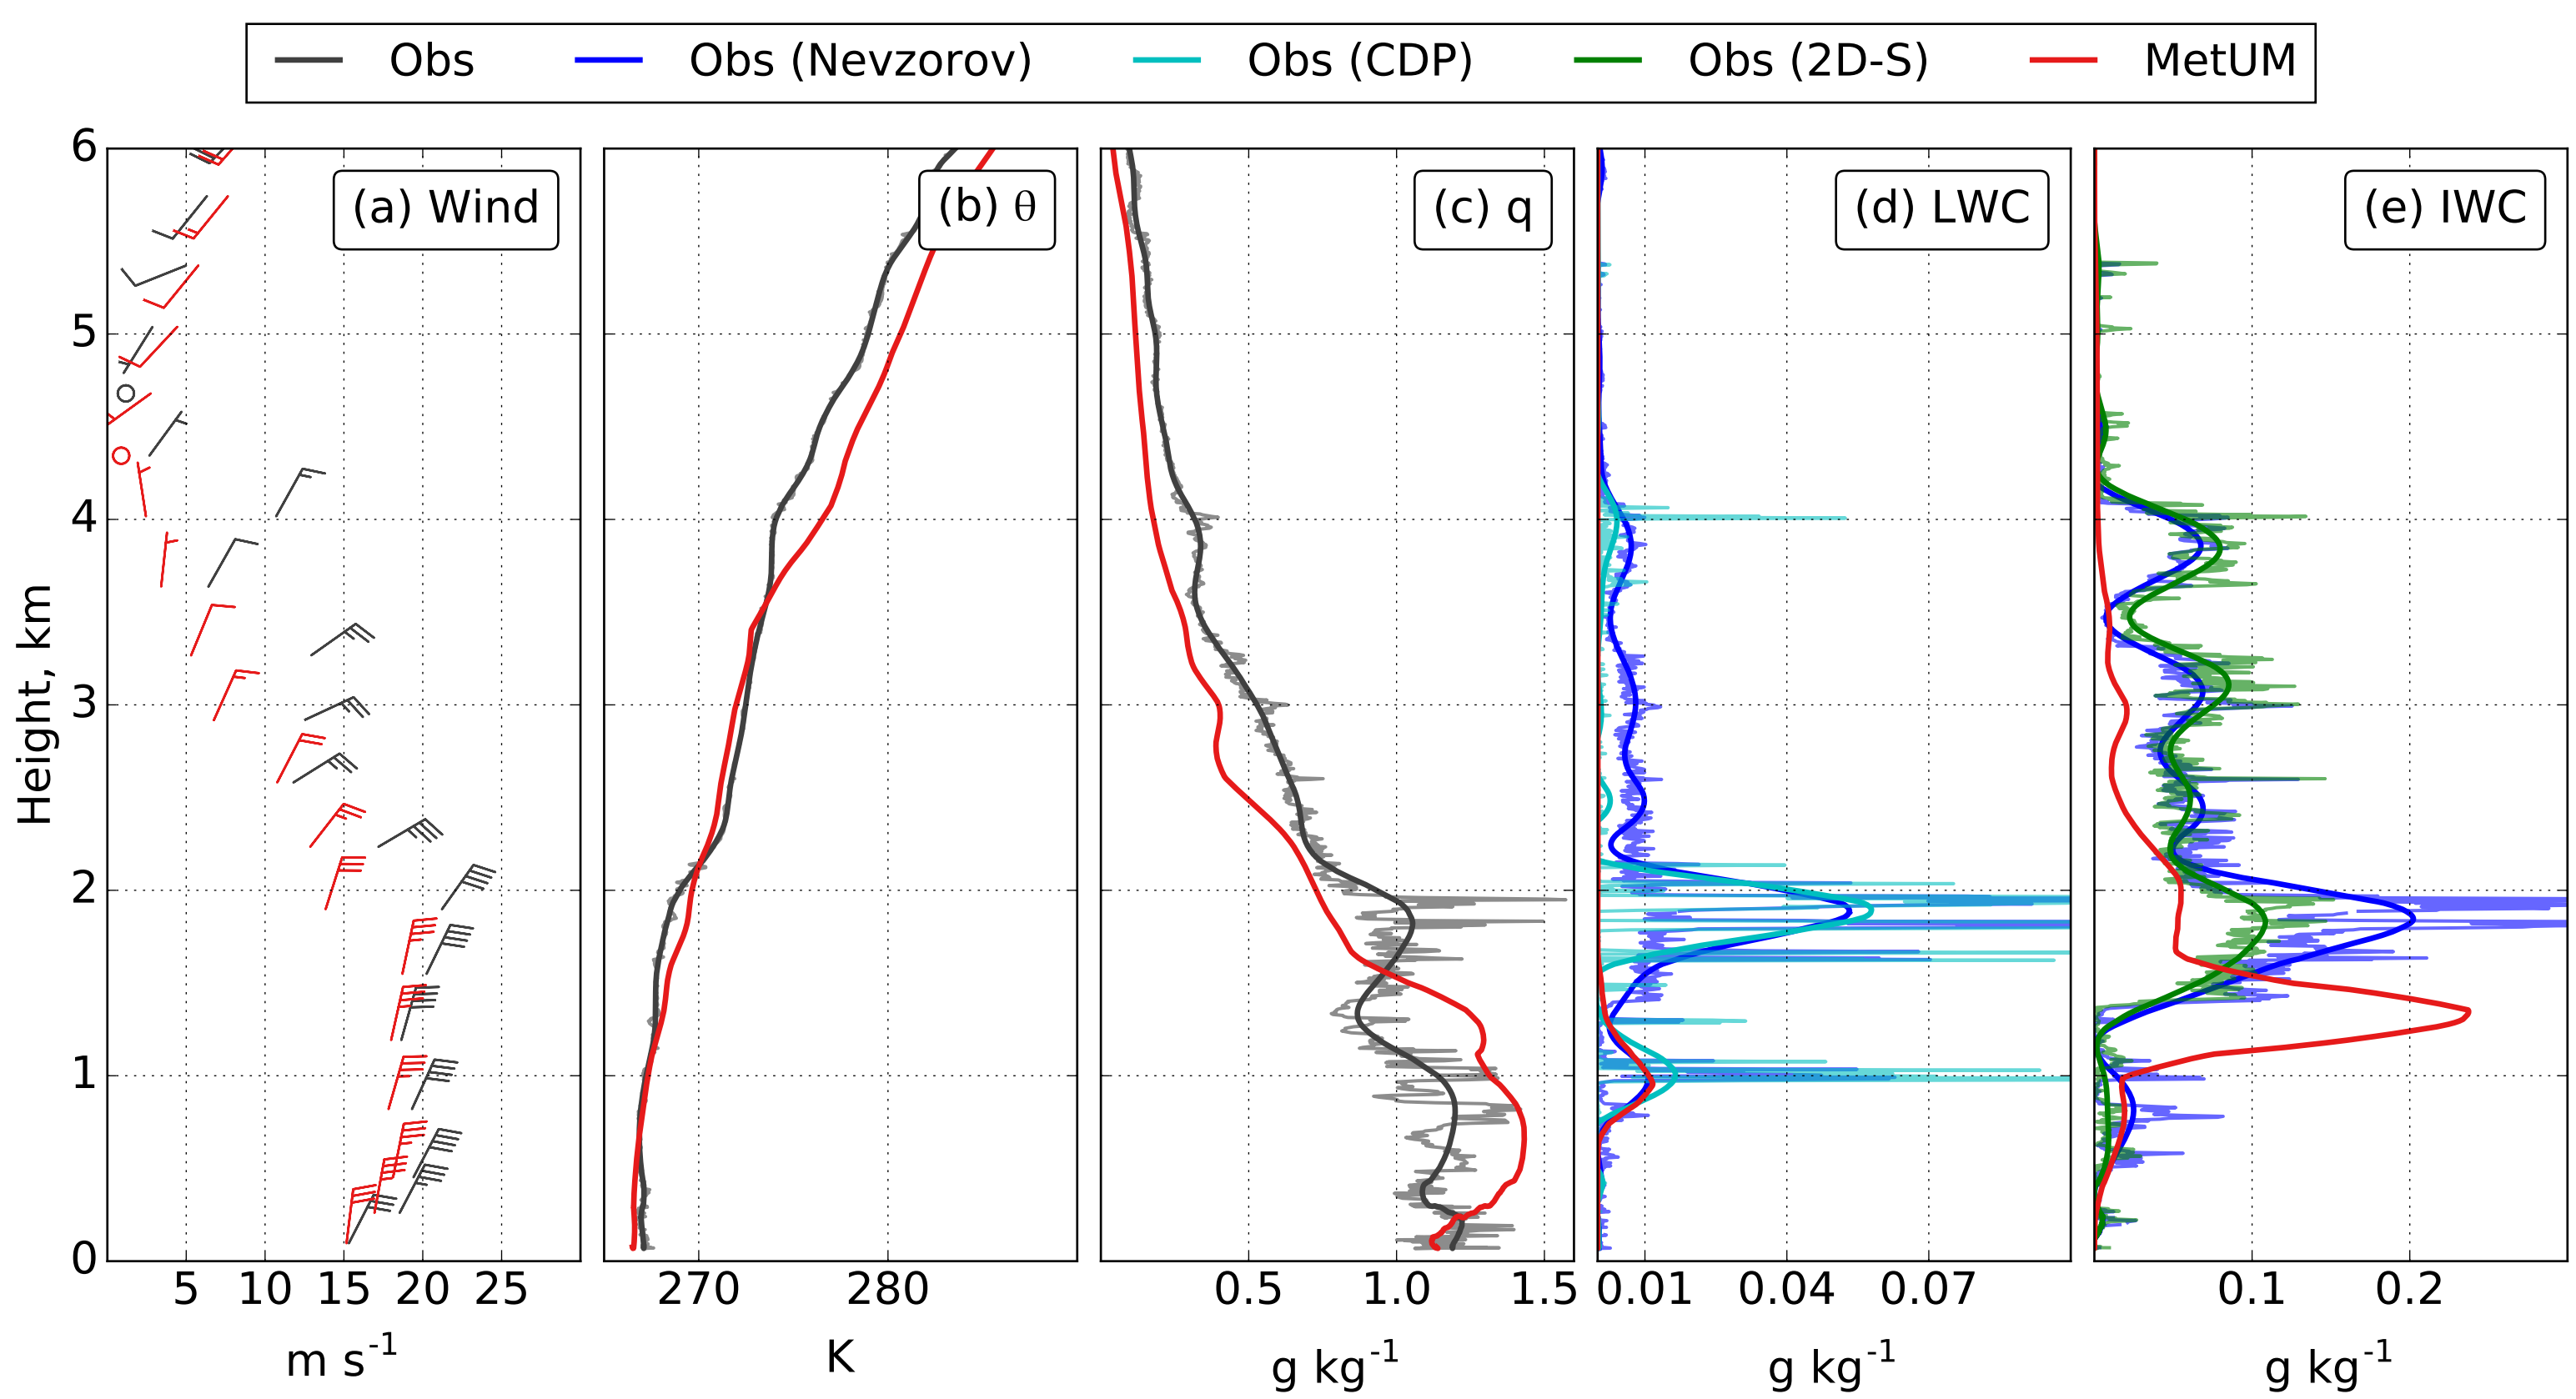 Obs Obs (Nevzorov) Obs (CDP) Obs (2D-S) MetUM
(a) Wind (b) θ (c) q (d) LWC (e) IWC
Height, km
6
5
4
3
2
1
0
5 10 15 20 25
270 280
0.5 1.0 1.5
0.01 0.04 0.07
0.1 0.2
m s⁻¹ K g kg⁻¹ g kg⁻¹ g kg⁻¹